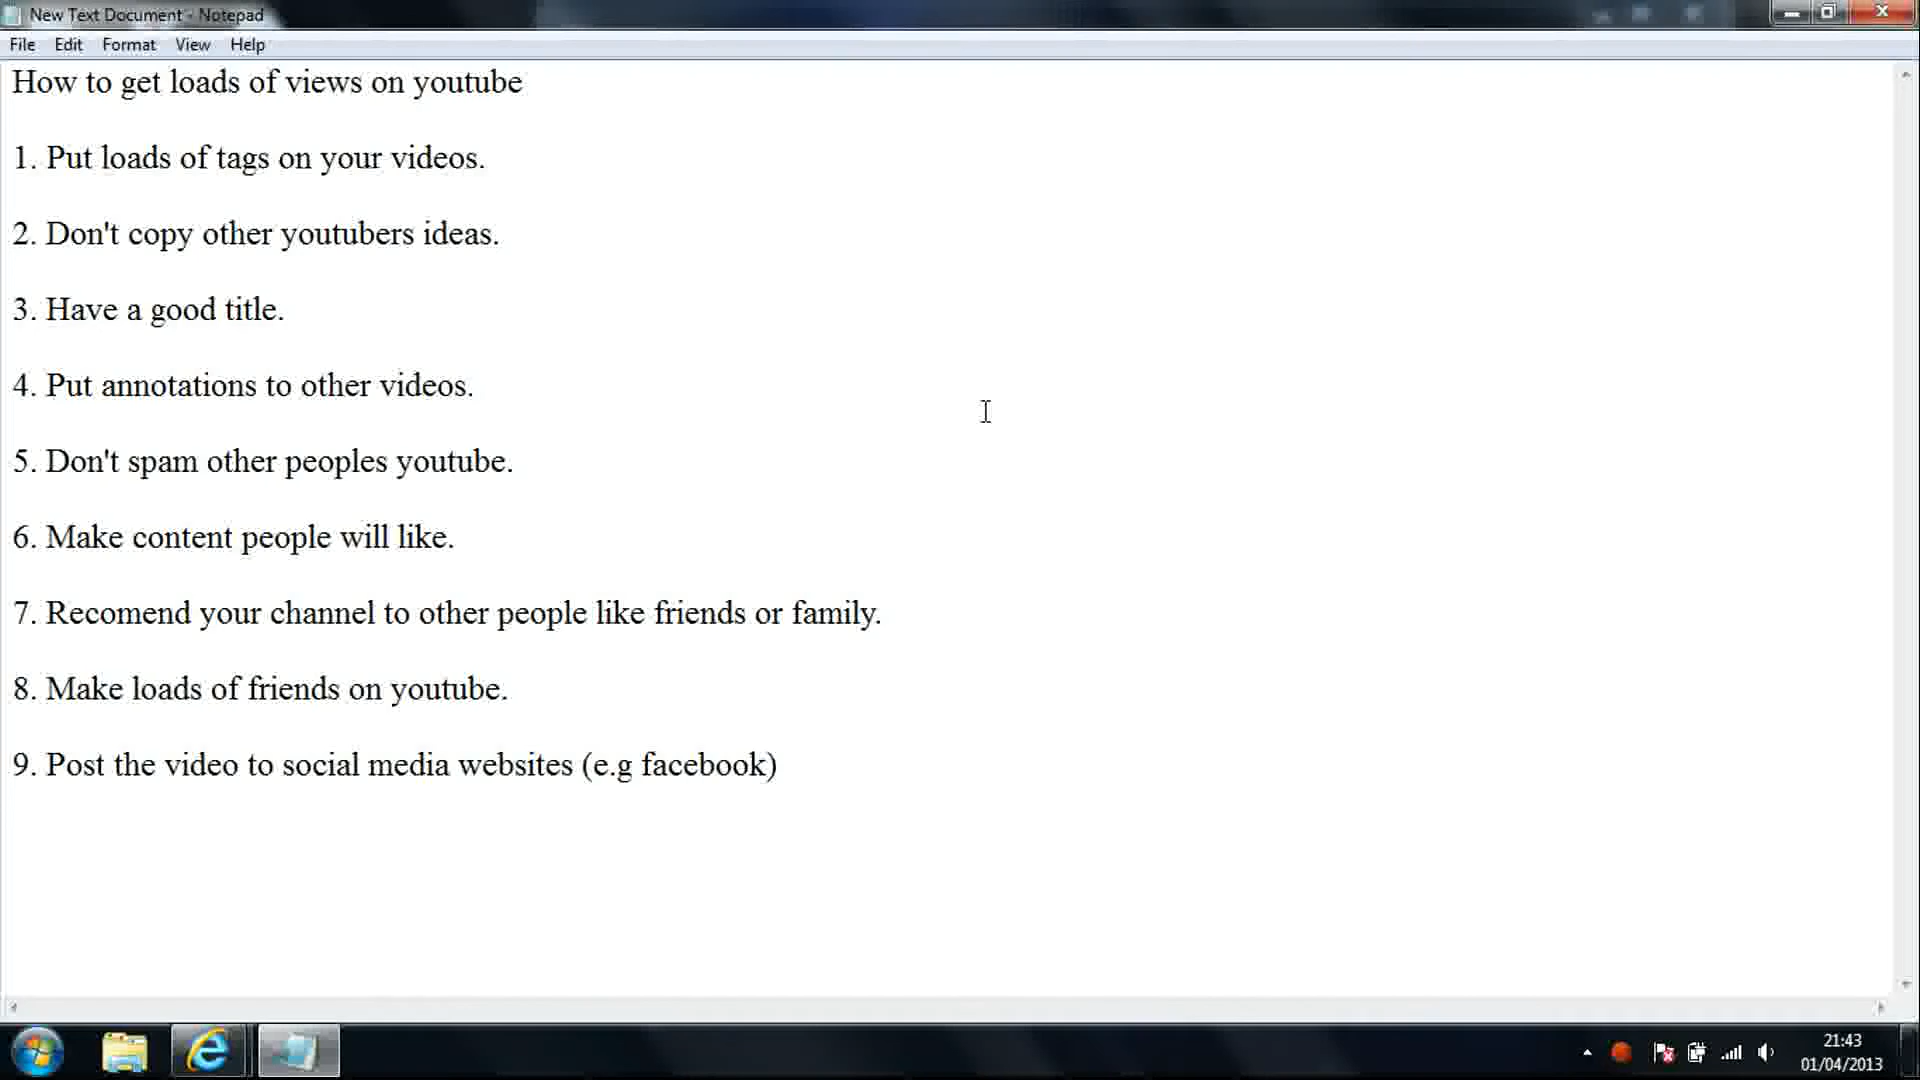 New Text Document - Notepad
File Edit Format View Help
How to get loads of views on youtube
1. Put loads of tags on your videos.
2. Don't copy other youtubers ideas.
3. Have a good title.
4. Put annotations to other videos.
5. Don't spam other peoples youtube.
6. Make content people will like.
7. Recomend your channel to other people like friends or family.
8. Make loads of friends on youtube.
9. Post the video to social media websites (e.g facebook)
21:43
01/04/2013